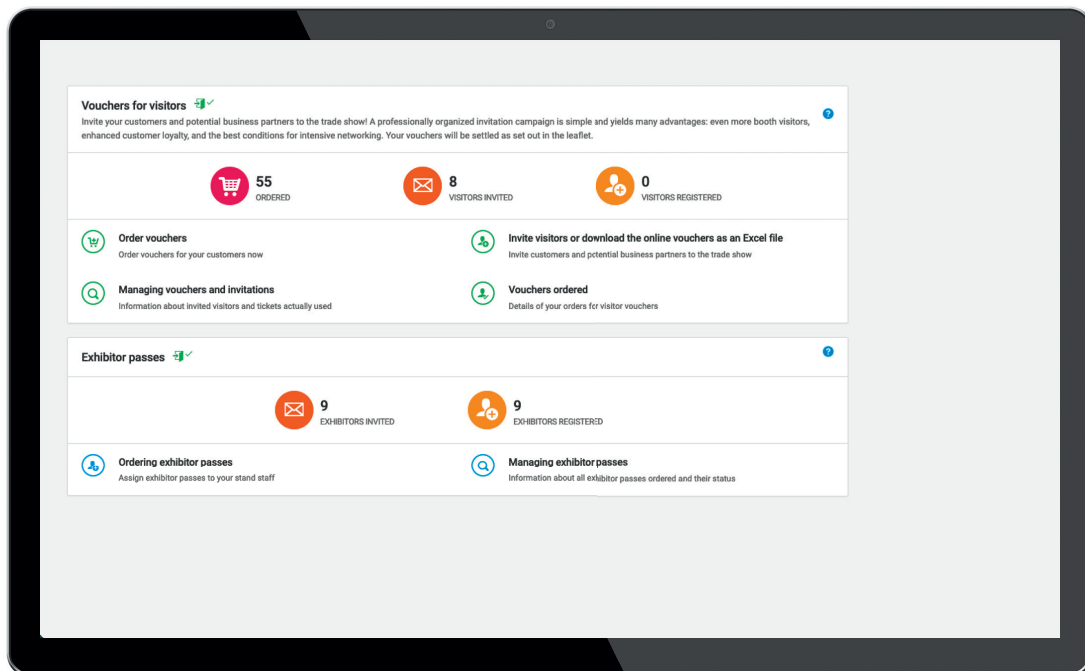 Vouchers for visitors
Invite your customers and potential business partners to the trade show! A professionally organized invitation campaign is simple and yields many advantages: even more booth visitors,
enhanced customer loyalty, and the best conditions for intensive networking. Your vouchers will be settled as set out in the leaflet.
?
55
ORDERED
8
VISITORS INVITED
0
VISITORS REGISTERED
Order vouchers
Order vouchers for your customers now
Invite visitors or download the online vouchers as an Excel file
Invite customers and potential business partners to the trade show
Managing vouchers and invitations
Information about invited visitors and tickets actually used
Vouchers ordered
Details of your orders for visitor vouchers
Exhibitor passes
?
9
EXHIBITORS INVITED
9
EXHIBITORS REGISTERED
Ordering exhibitor passes
Assign exhibitor passes to your stand staff
Managing exhibitor passes
Information about all exhibitor passes ordered and their status